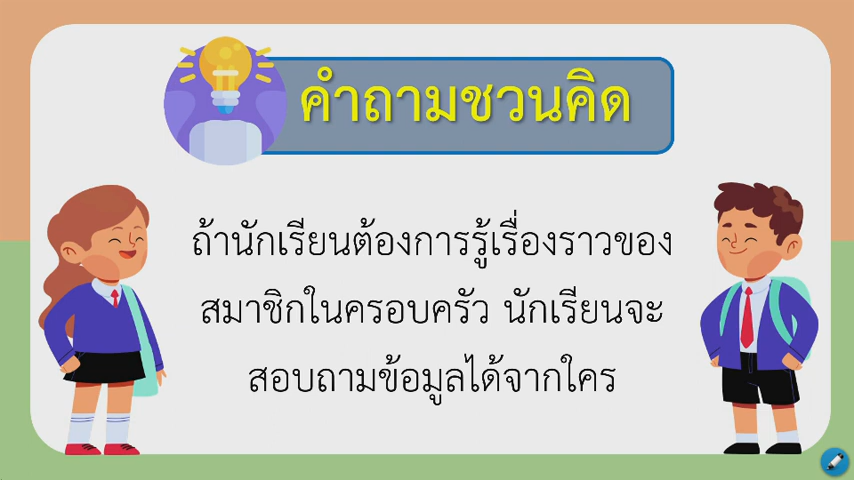 คำถามชวนคิด
ถ้านักเรียนต้องการรู้เรื่องราวของ
สมาชิกในครอบครัว นักเรียนจะ
สอบถามข้อมูลได้จากใคร